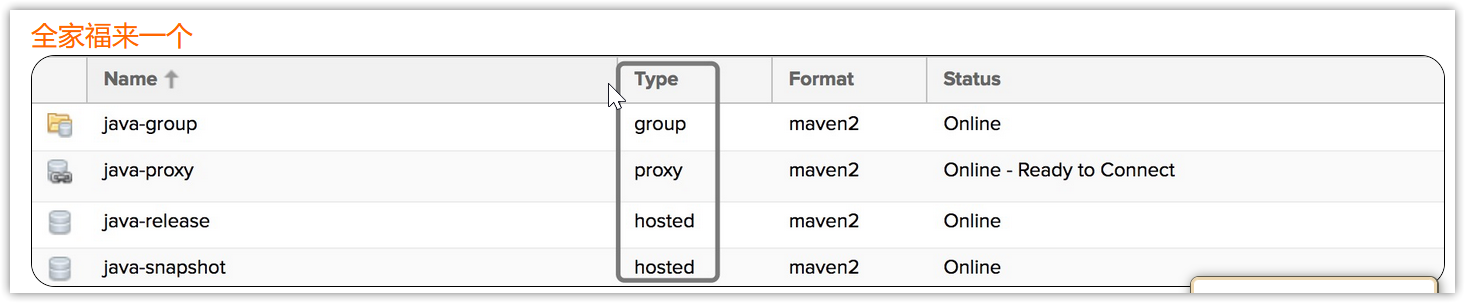 全家福来一个
Name Type Format Status
java-group group maven2 Online
java-proxy proxy maven2 Online - Ready to Connect
java-release hosted maven2 Online
java-snapshot hosted maven2 Online